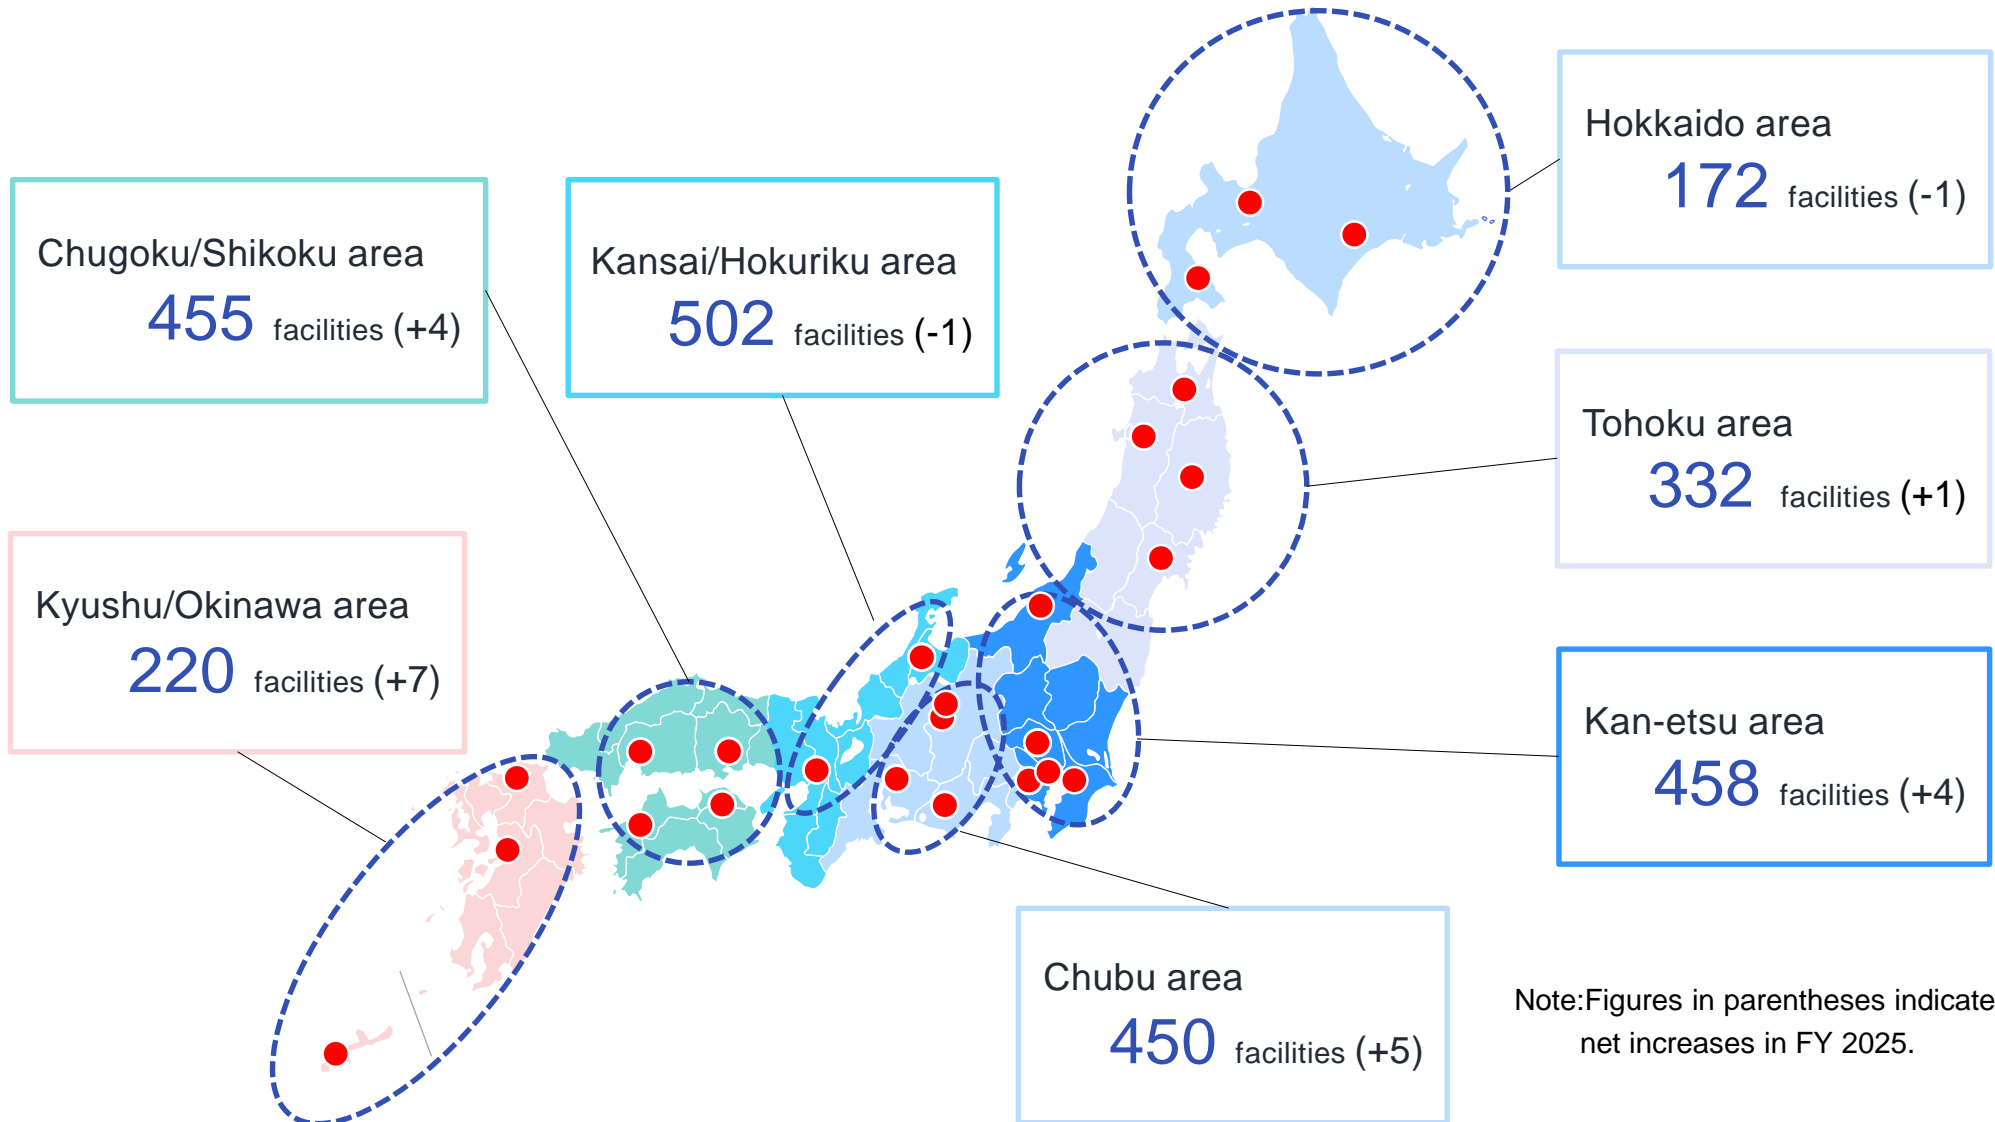 Hokkaido area
172 facilities (-1)
Chugoku/Shikoku area
455 facilities (+4)
Kansai/Hokuriku area
502 facilities (-1)
Tohoku area
332 facilities (+1)
Kyushu/Okinawa area
220 facilities (+7)
Kan-etsu area
458 facilities (+4)
Chubu area
450 facilities (+5)
Note:Figures in parentheses indicate
net increases in FY 2025.